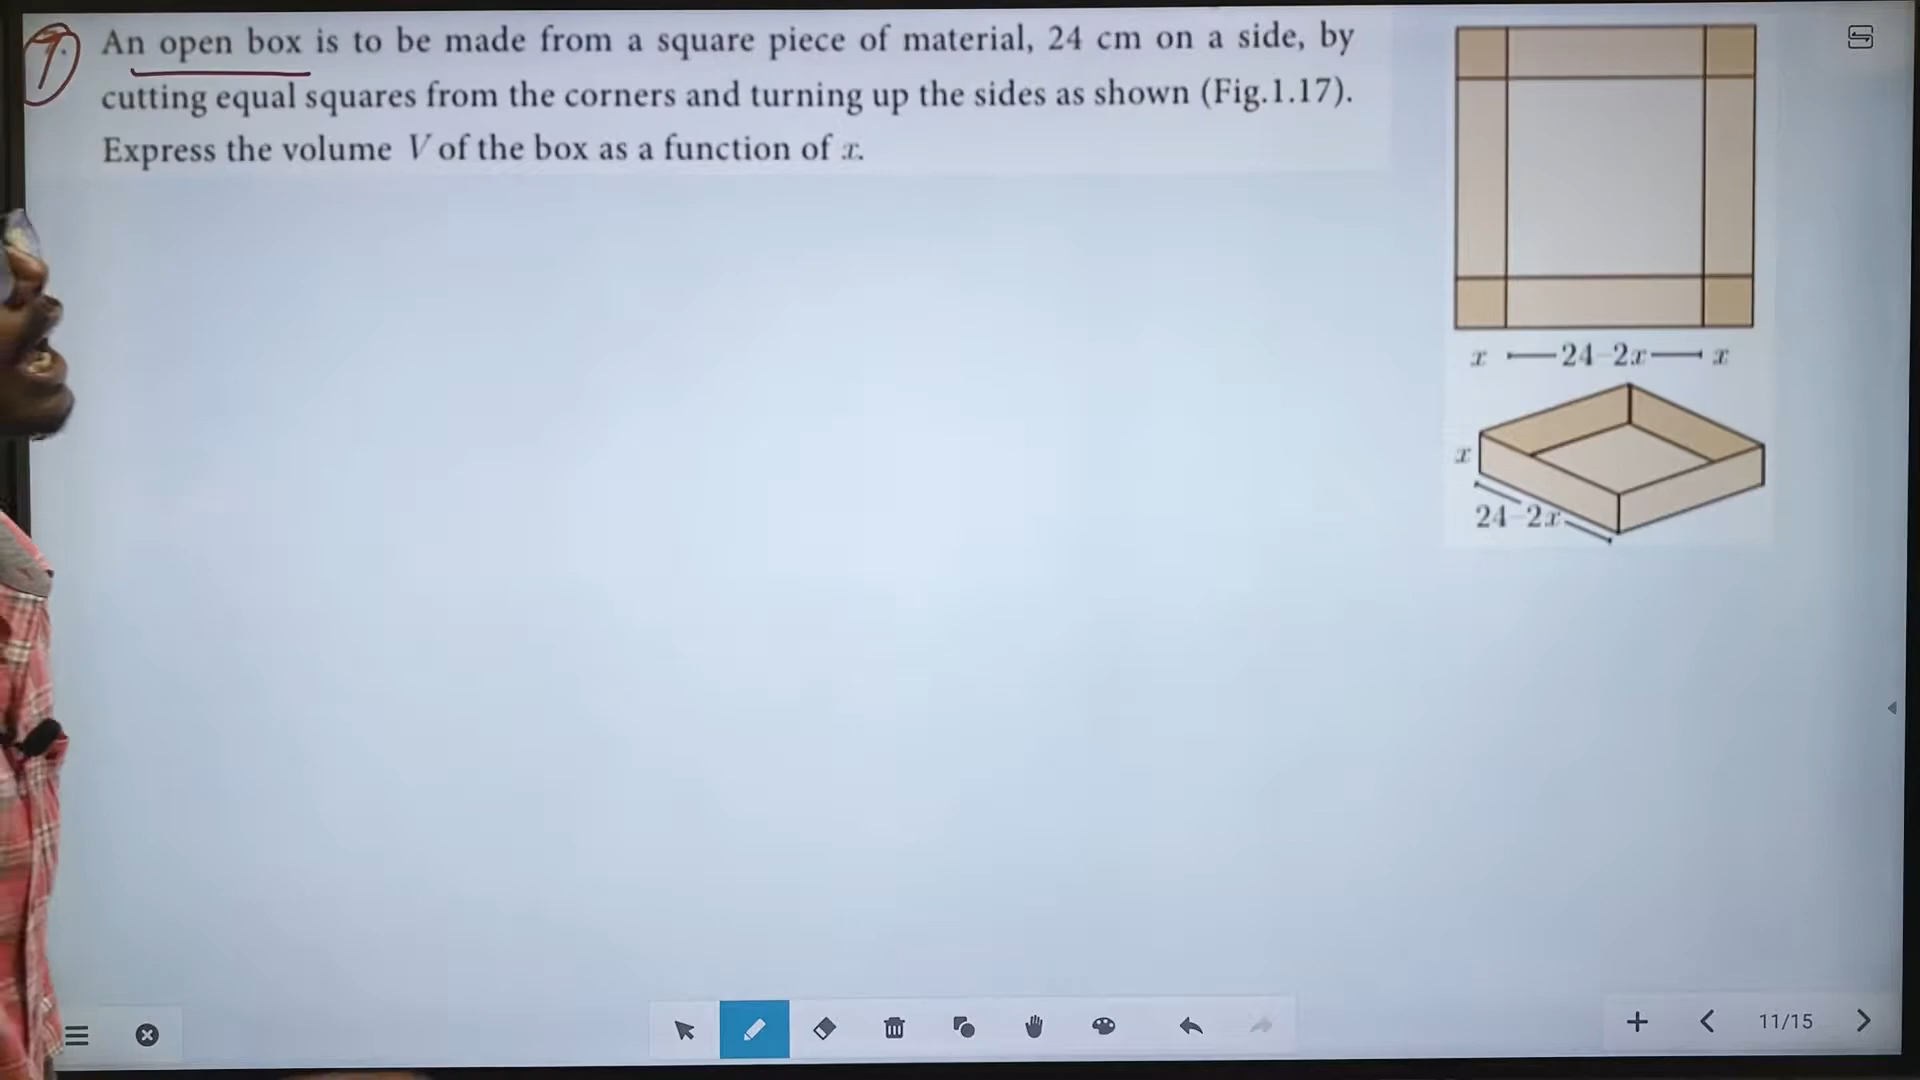 7. An open box is to be made from a square piece of material, 24 cm on a side, by
cutting equal squares from the corners and turning up the sides as shown (Fig.1.17).
Express the volume V of the box as a function of x.
x 24–2x x
x
24–2x
11/15